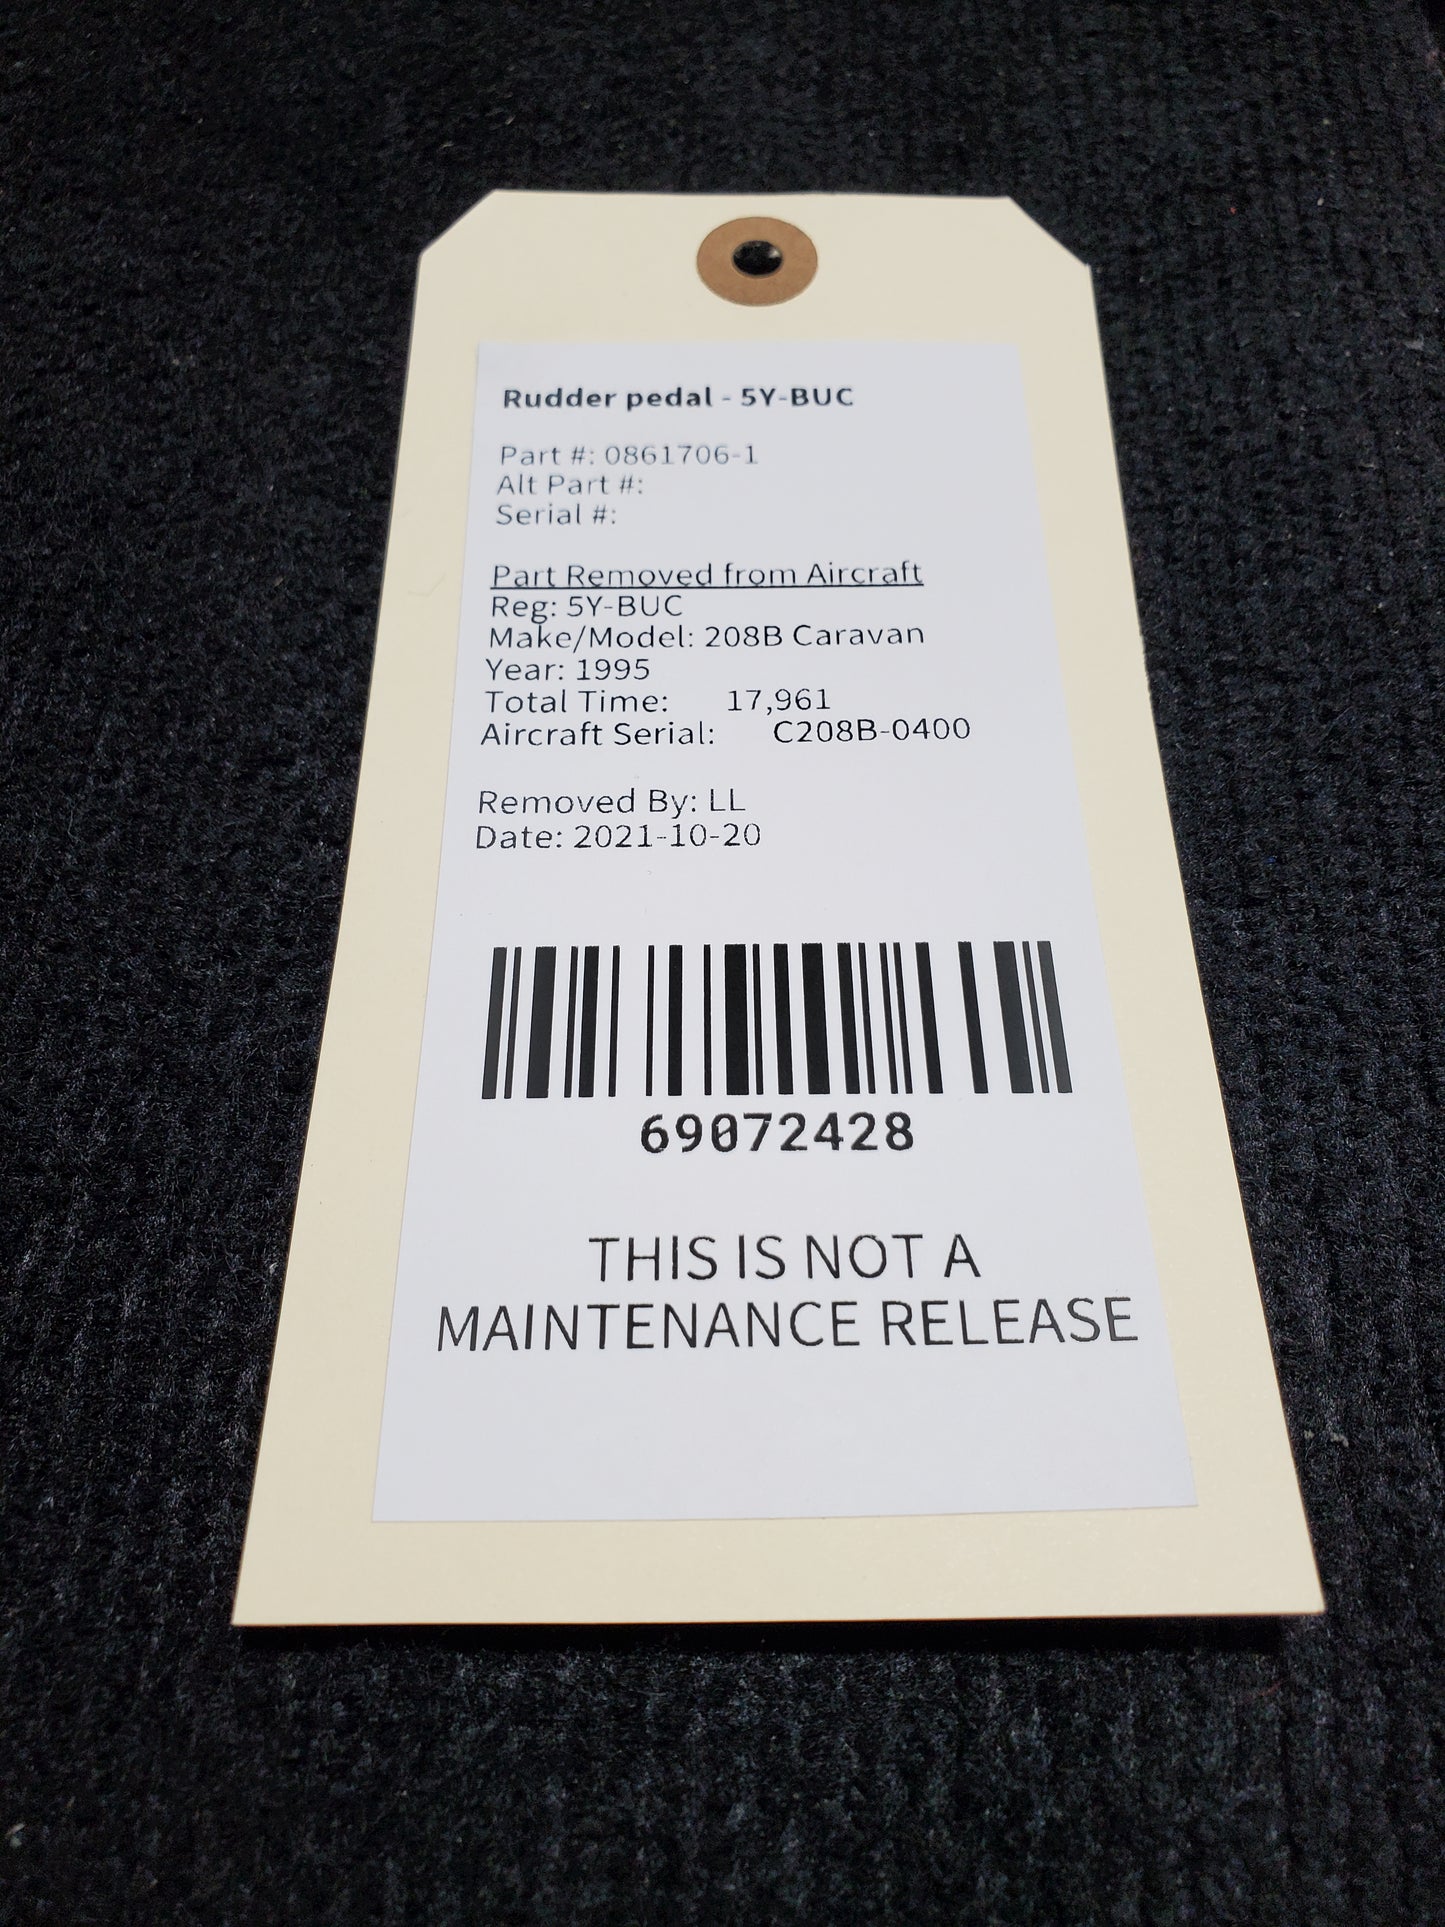 Rudder pedal - 5Y-BUC
Part #: 0861706-1
Alt Part #:
Serial #:
Part Removed from Aircraft
Reg: 5Y-BUC
Make/Model: 208B Caravan
Year: 1995
Total Time: 17,961
Aircraft Serial: C208B-0400
Removed By: LL
Date: 2021-10-20
69072428
THIS IS NOT A
MAINTENANCE RELEASE